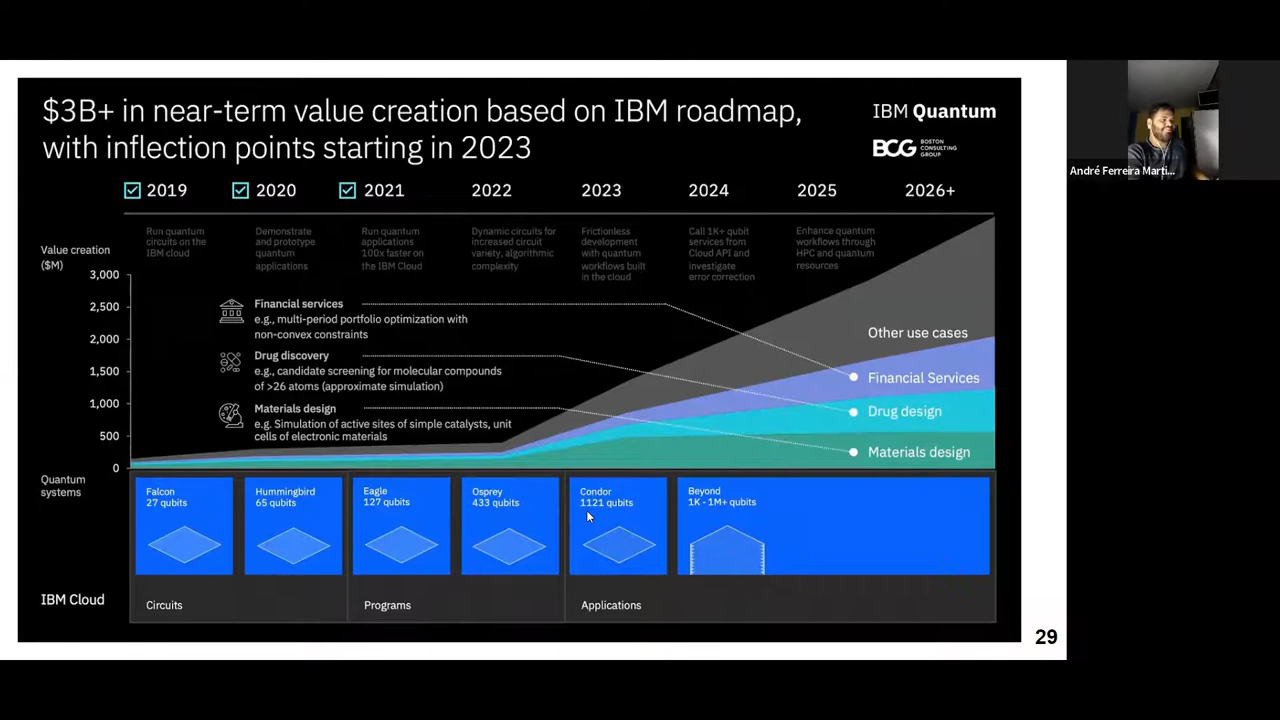 $3B+ in near-term value creation based on IBM roadmap,
with inflection points starting in 2023
IBM Quantum
BCG BOSTON
CONSULTING
GROUP
André Ferreira Marti...
2019
2020
2021
2022
2023
2024
2025
2026+
Run quantum
circuits on the
IBM cloud
Demonstrate
and prototype
quantum
applications
Run quantum
applications
100x faster on
the IBM Cloud
Dynamic circuits for
increased circuit
variety, algorithmic
complexity
Frictionless
development with
quantum
workflows built
in the cloud
Call 1K+ qubit
services from
Cloud API and
investigate
error correction
Enhance quantum
workflows through
HPC and quantum
resources
Value creation
($M)
3,000
2,500
2,000
1,500
1,000
500
0
Financial services
e.g., multi-period portfolio optimization with
non-convex constraints
Drug discovery
e.g., candidate screening for molecular compounds
of >26 atoms (approximate simulation)
Materials design
e.g. Simulation of active sites of simple catalysts, unit
cells of electronic materials
Other use cases
Financial Services
Drug design
Materials design
Quantum
systems
Falcon
27 qubits
Hummingbird
65 qubits
Eagle
127 qubits
Osprey
433 qubits
Condor
1121 qubits
Beyond
1K - 1M+ qubits
IBM Cloud
Circuits
Programs
Applications
29